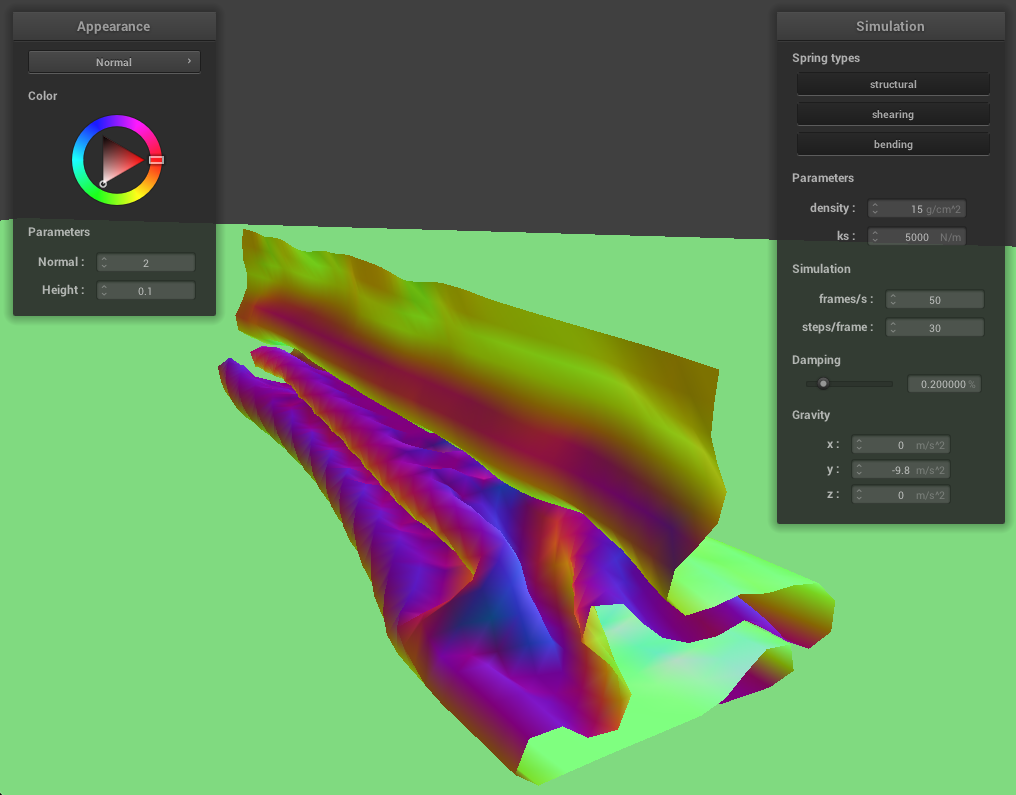 Appearance
Normal
Color
Parameters
Normal : 2
Height : 0.1
Simulation
Spring types
structural
shearing
bending
Parameters
density : 15 g/cm^2
ks : 5000 N/m
Simulation
frames/s : 50
steps/frame : 30
Damping
0.200000 %
Gravity
x : 0 m/s^2
y : -9.8 m/s^2
z : 0 m/s^2